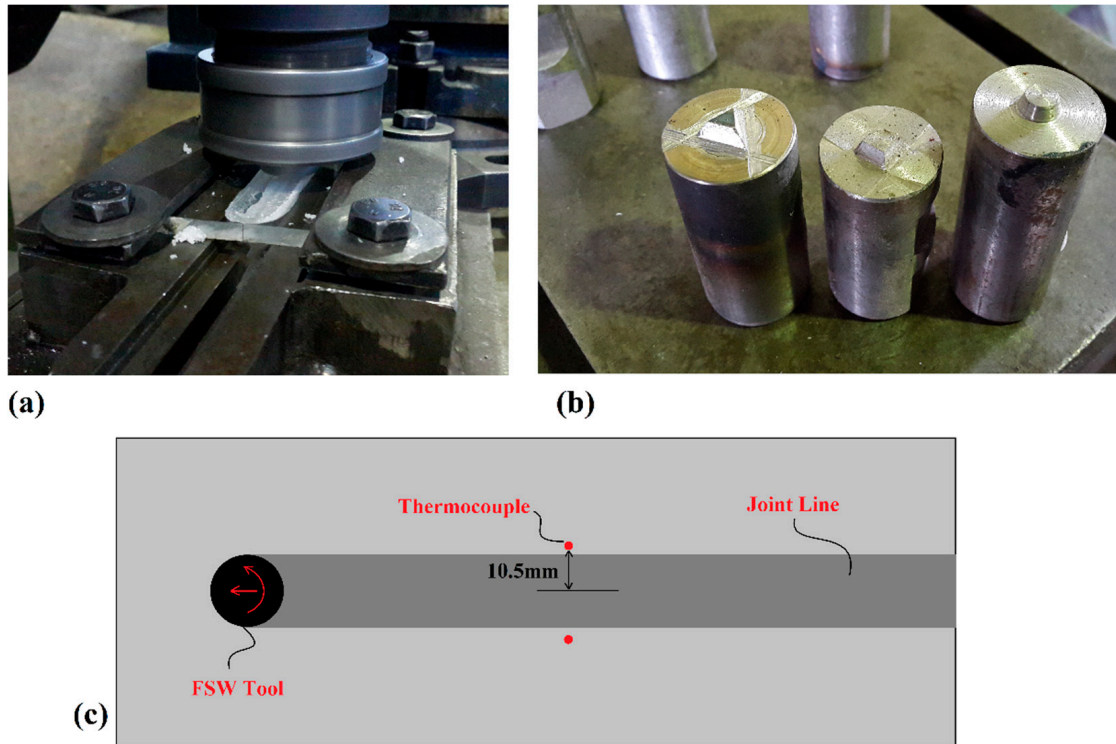 (a)
(b)
Thermocouple
Joint Line
10.5mm
FSW Tool
(c)